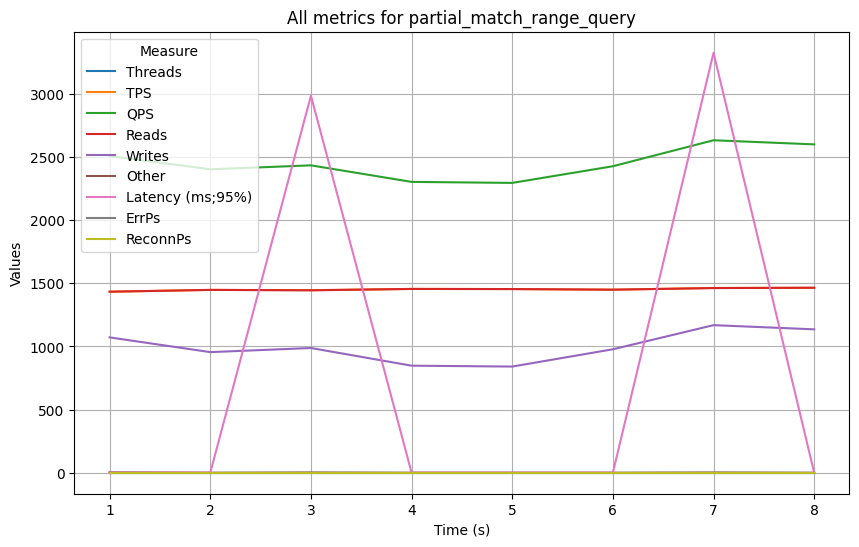 All metrics for partial_match_range_query
Measure
Threads
TPS
QPS
Reads
Writes
Other
Latency (ms;95%)
ErrPs
ReconnPs
Values
3000
2500
2000
1500
1000
500
0
1 2 3 4 5 6 7 8
Time (s)